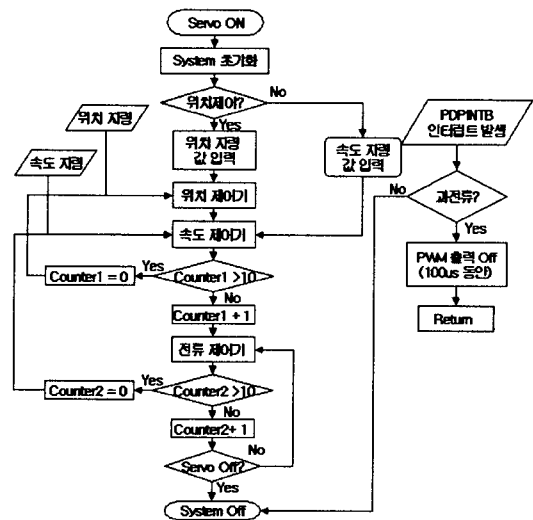 Servo ON
System 초기화
위치제어?
No
Yes
위치 지령
속도 지령
위치 지령
값 입력
속도 지령
값 입력
위치 제어기
속도 제어기
Counter1 >10
Yes
Counter1 = 0
No
Counter1 + 1
전류 제어기
Counter2 >10
Yes
Counter2 = 0
No
Counter2+ 1
Servo Off?
No
Yes
System Off
PDPINTB
인터럽트 발생
과전류?
No
Yes
PWM 출력 Off
(100us 동안)
Return